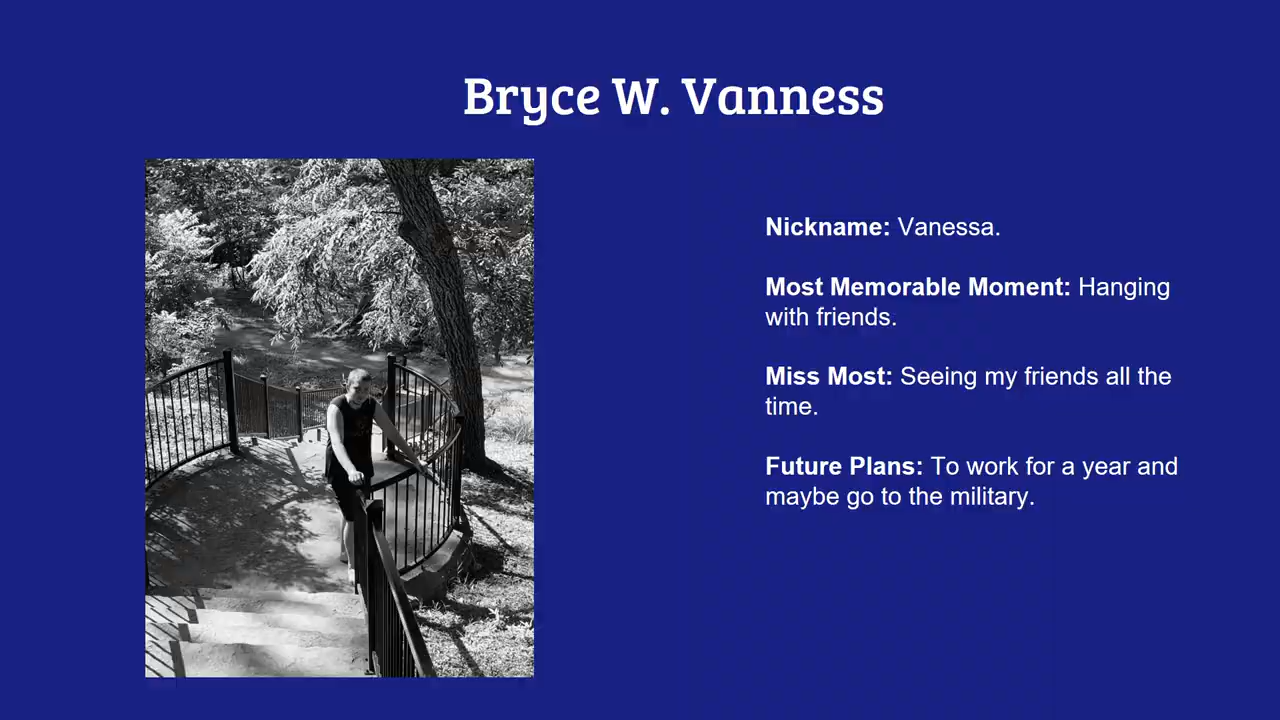 Bryce W. Vanness
Nickname: Vanessa.
Most Memorable Moment: Hanging
with friends.
Miss Most: Seeing my friends all the
time.
Future Plans: To work for a year and
maybe go to the military.